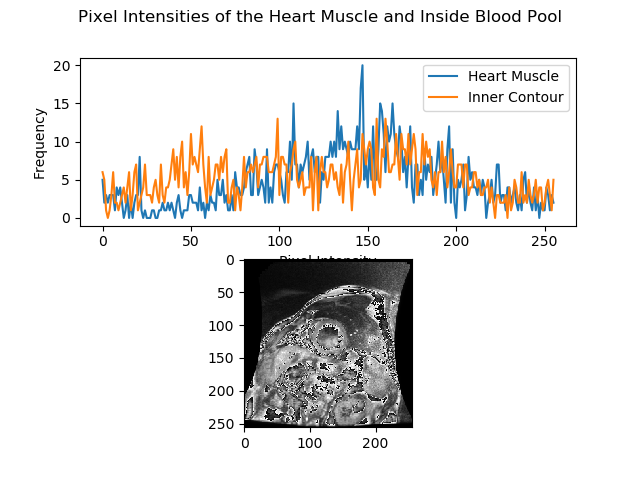 Pixel Intensities of the Heart Muscle and Inside Blood Pool
Frequency
20
15
10
5
0
Heart Muscle
Inner Contour
0 50 100 150 200 250
Pixel Intensity
0
50
100
150
200
250
0 100 200